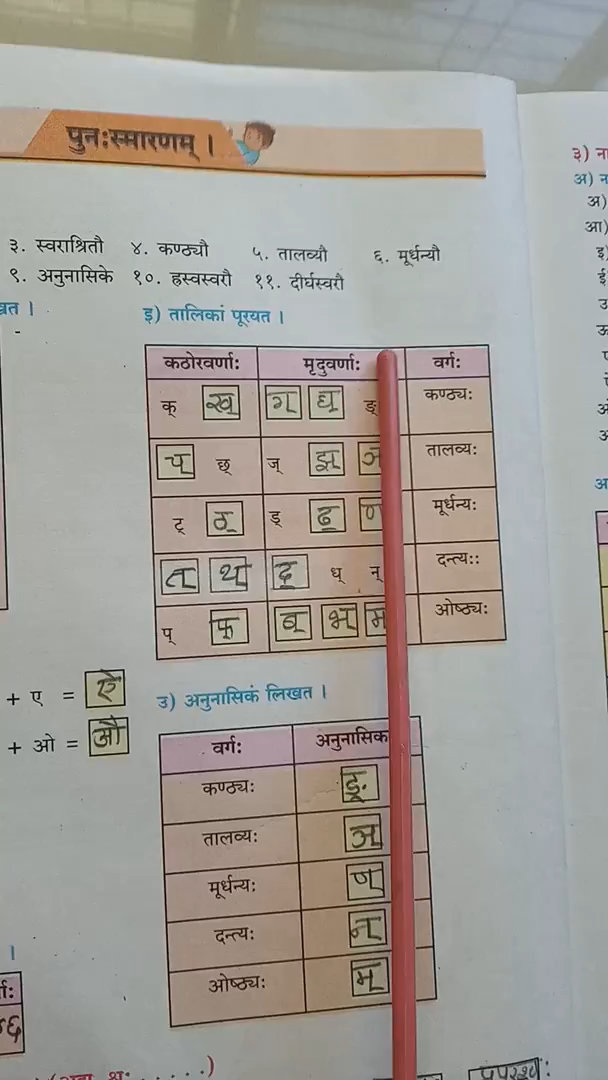 पुनःस्मारणम् ।
३. स्वराश्रितौ ४. कण्ठ्यौ ५. तालव्यौ ६. मूर्धन्यौ
९. अनुनासिके १०. ह्रस्वस्वरौ ११. दीर्घस्वरौ
इ) तालिकां पूरयत ।
कठोरवर्णाः मृदुवर्णाः वर्गः
क् ख् ग् घ् ङ् कण्ठ्यः
च् छ् ज् झ् ञ तालव्यः
ट् ठ् ड् ढ् ण मूर्धन्यः
त् थ् द् ध् न् दन्त्यः:
प् फ् ब् भ् म ओष्ठ्यः
+ ए = ऐ
+ ओ = औ
उ) अनुनासिकं लिखत ।
वर्गः अनुनासिक
कण्ठ्यः ङ्
तालव्यः ञ्
मूर्धन्यः ण्
दन्त्यः न्
ओष्ठ्यः म्
३) ना
अ) न
अ)
आ)
इ)
ई)